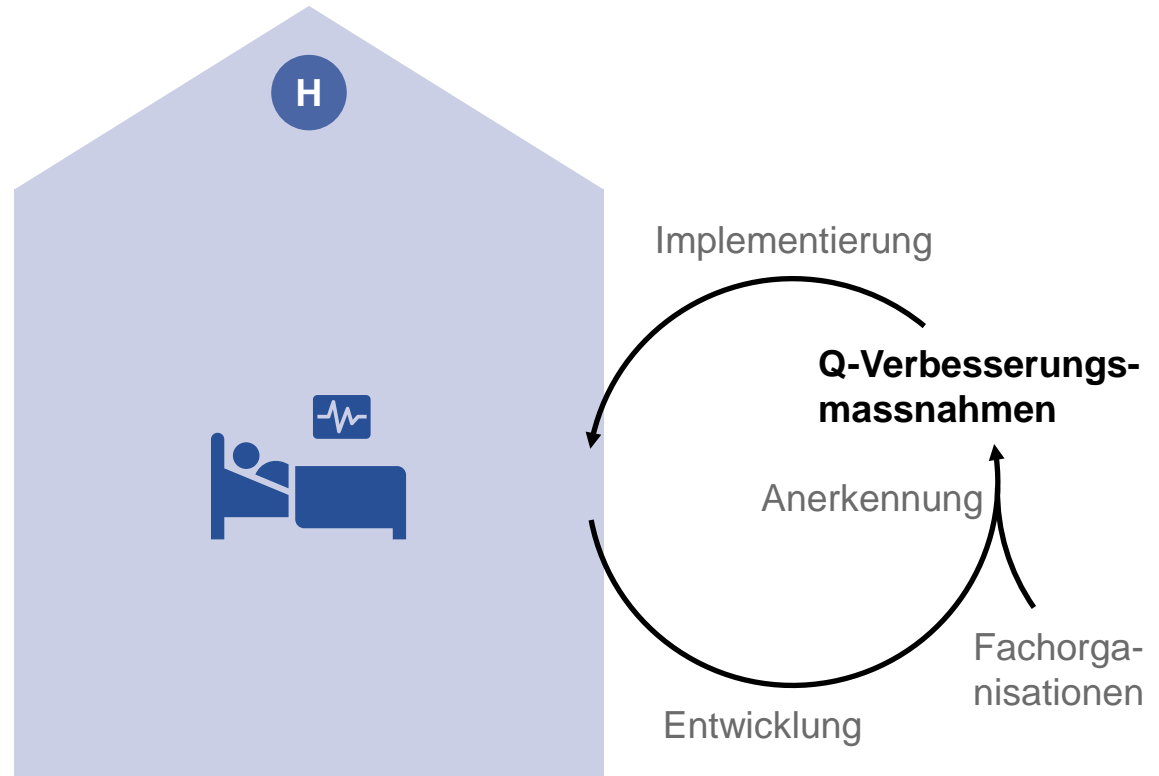 H
Implementierung
Q-Verbesserungs-
massnahmen
Anerkennung
Fachorga-
nisationen
Entwicklung